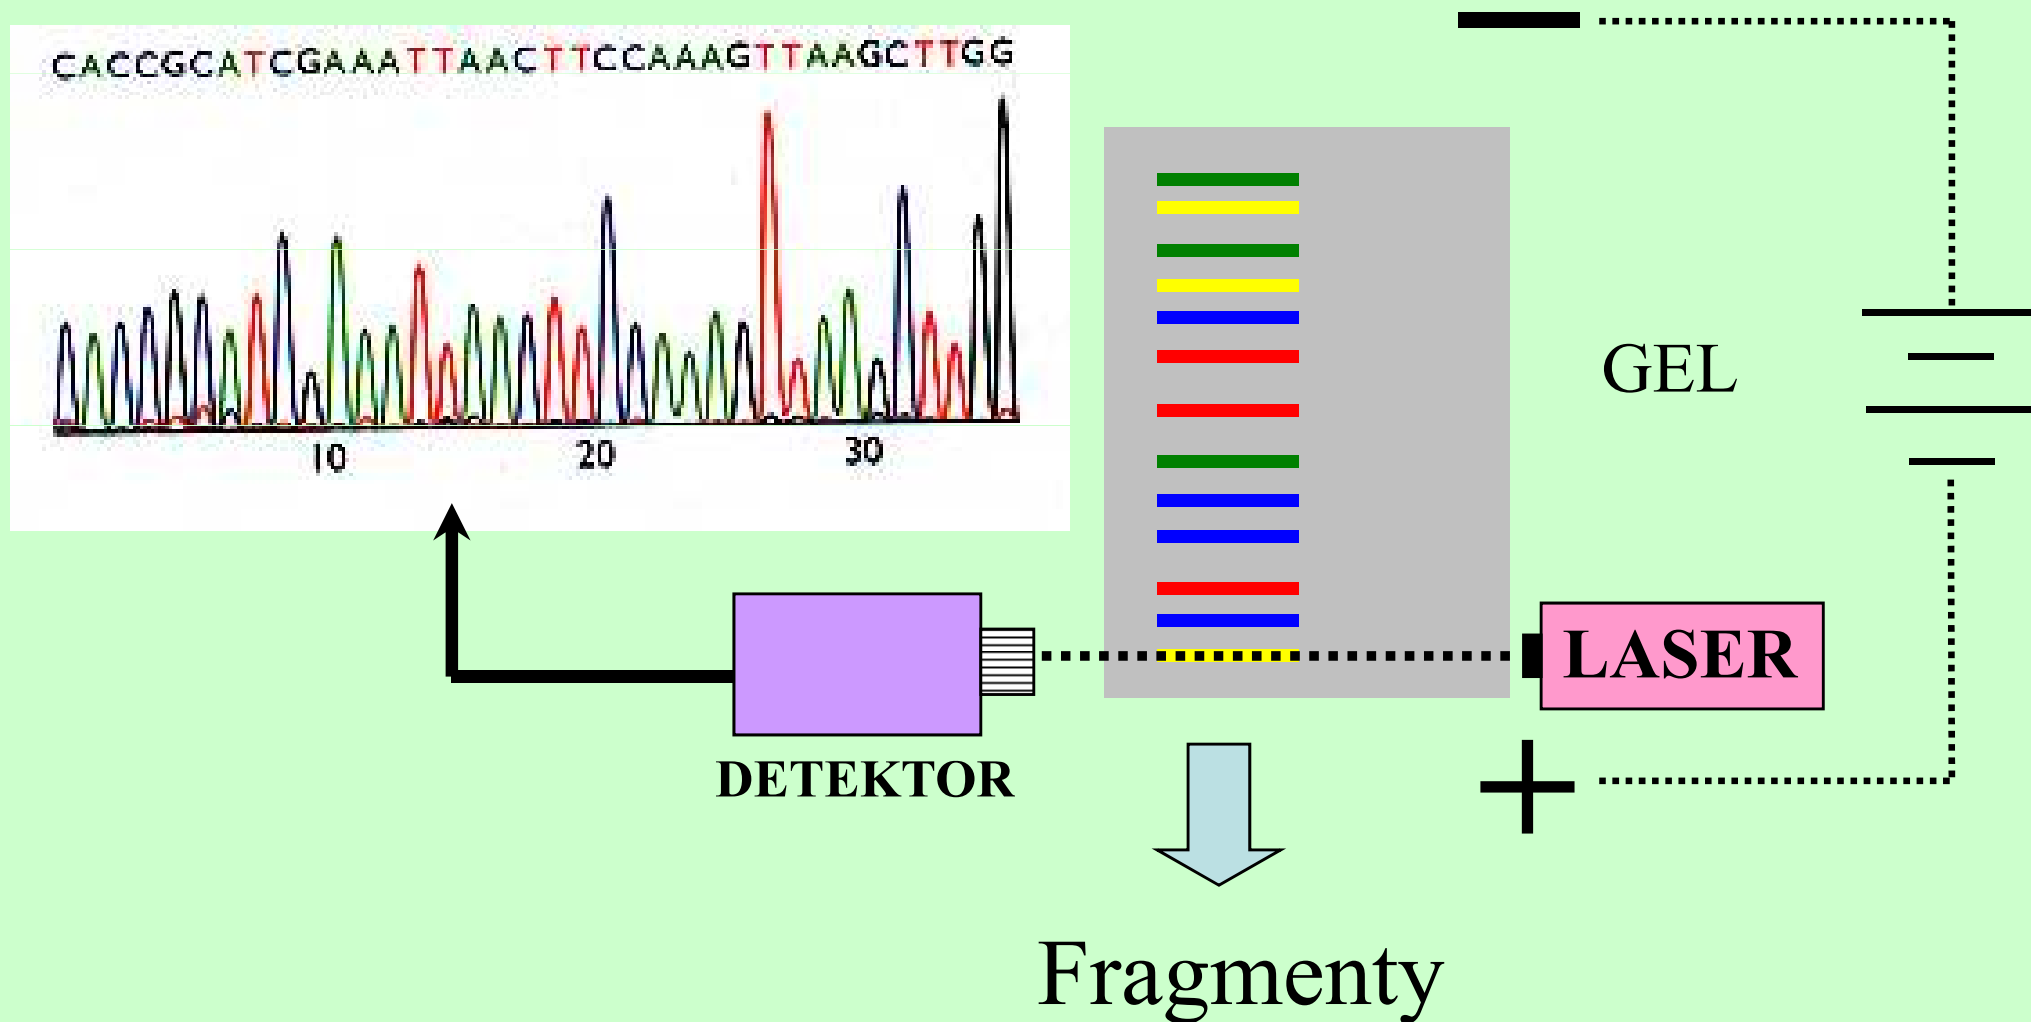 CACCGCATCGAAATTAACTTCCAAAGTTAAGCTTGG
10 20 30
GEL
LASER
DETEKTOR
Fragmenty